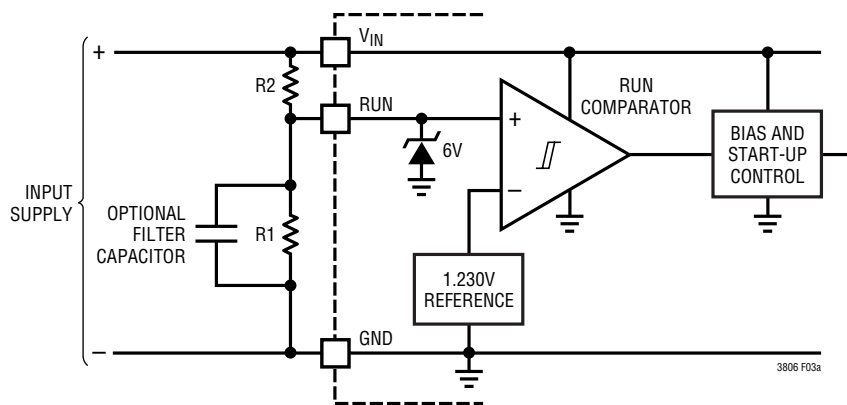 +
V_IN
R2
RUN
RUN
COMPARATOR
+
6V
−
BIAS AND
START-UP
CONTROL
INPUT
SUPPLY
OPTIONAL
FILTER
CAPACITOR
R1
1.230V
REFERENCE
−
GND
3806 F03a